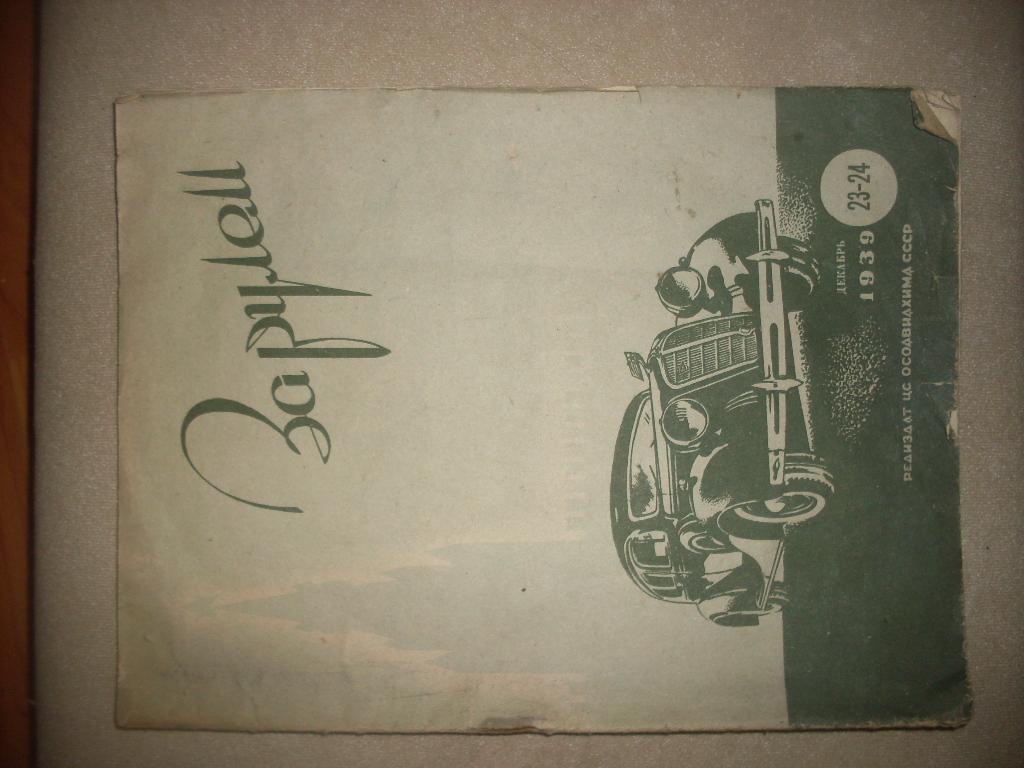 За рулем
23-24
ДЕКАБРЬ
1939
РЕДИЗДАТ ЦС ОСОАВИАХИМА СССР